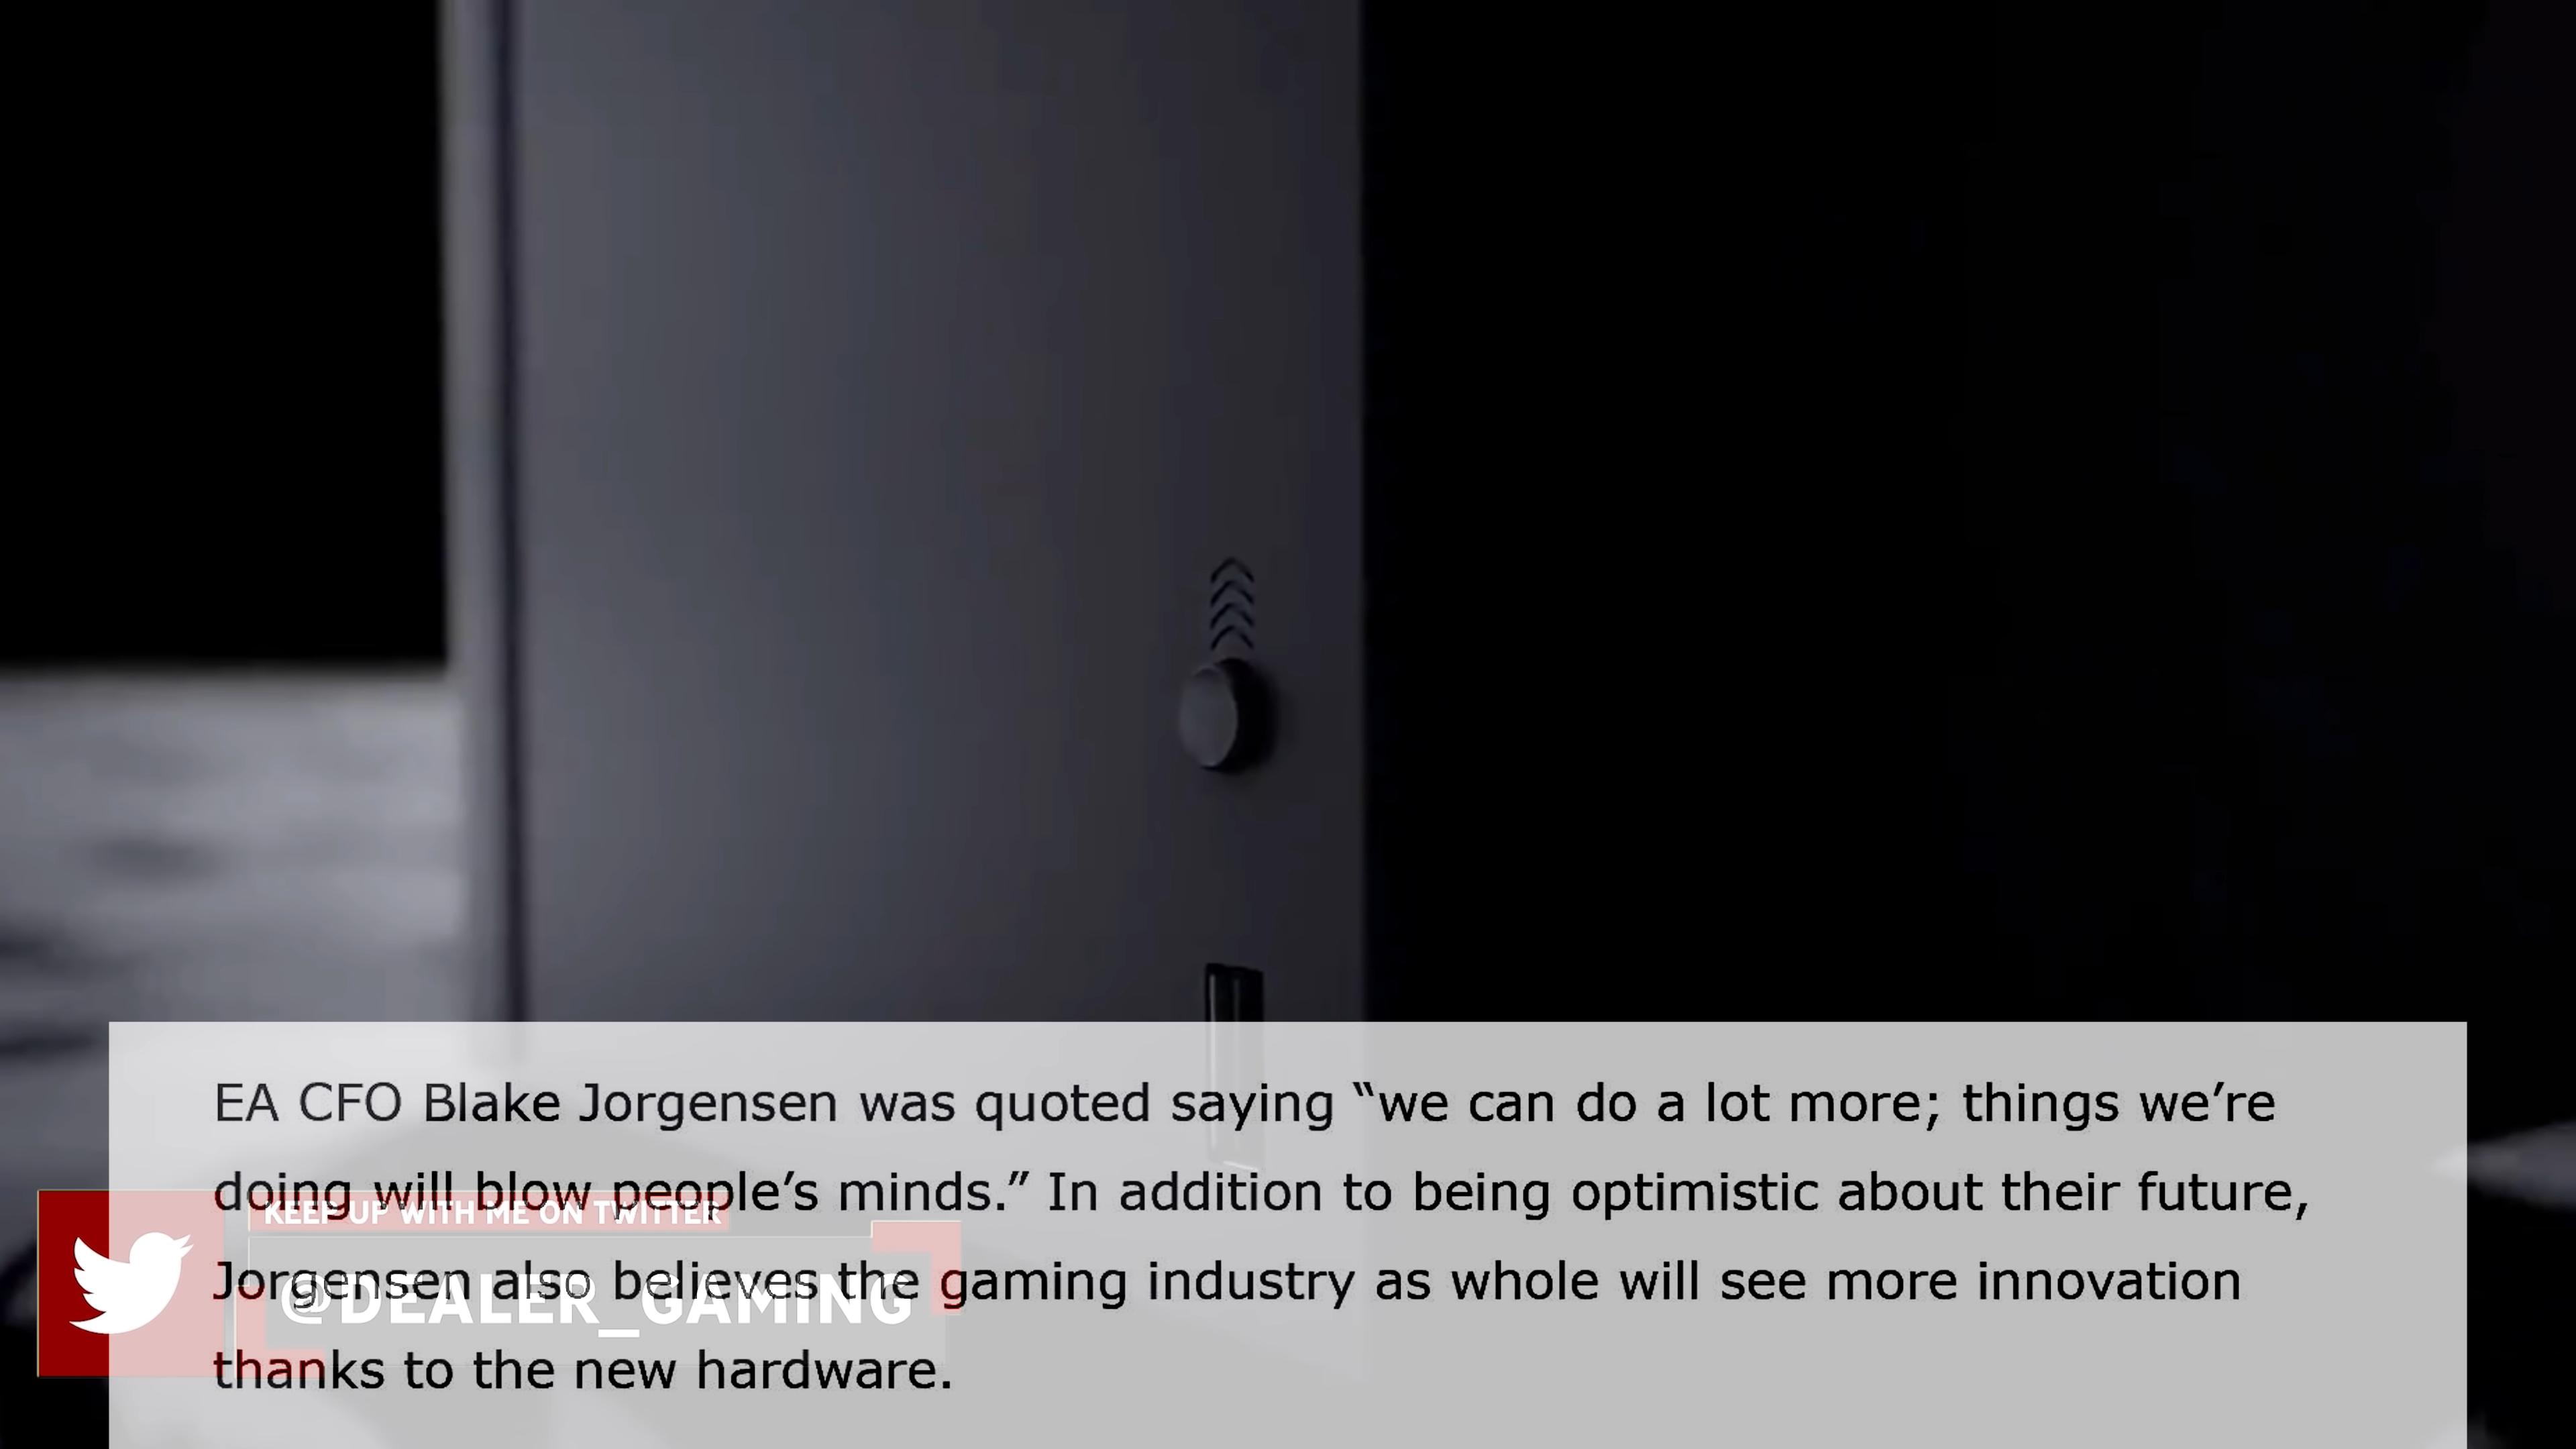 EA CFO Blake Jorgensen was quoted saying “we can do a lot more; things we’re
doing will blow people’s minds.” In addition to being optimistic about their future,
KEEP UP WITH ME ON TWITTER
Jorgensen also believes the gaming industry as whole will see more innovation
@DEALER_GAMING
thanks to the new hardware.